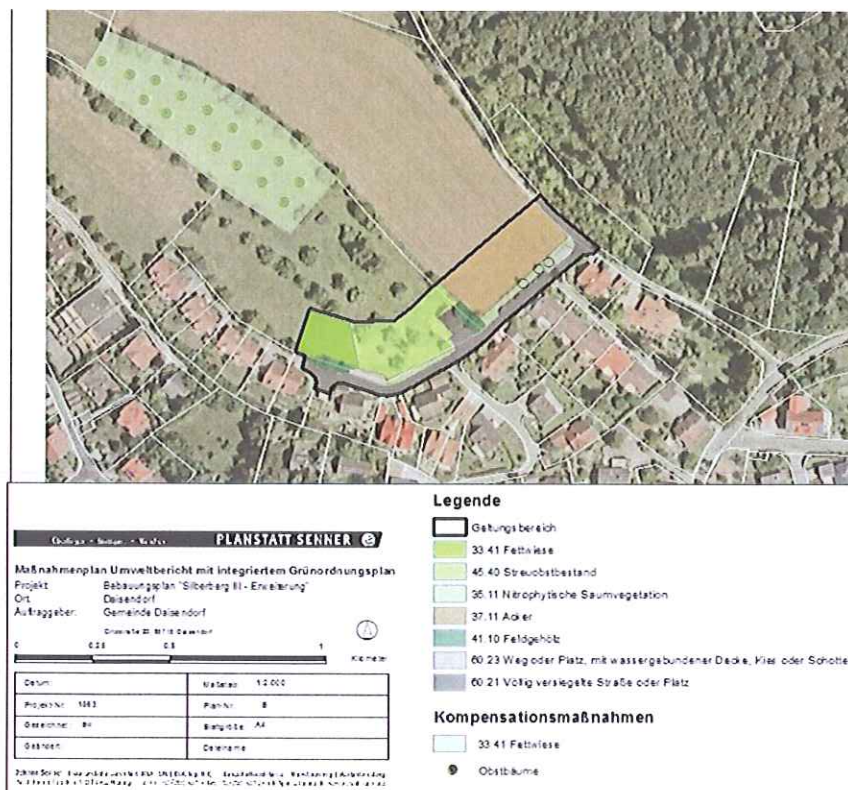 PLANSTATT SENNER
Maßnahmenplan Umweltbericht mit integriertem Grünordnungsplan
Projekt Bebauungsplan "Silberberg III - Erweiterung"
Ort Daisendorf
Auftraggeber: Gemeinde Daisendorf
0 0.25 0.5 1
Kilometer
Datum: Maßstab: 1:2.000
Projekt-Nr. Plan-Nr.
Gezeichnet Blattgröße: A4
Geändert Dateiname
Legende
Geltungsbereich
33.41 Fettwiese
45.40 Streuobstbestand
35.11 Nitrophytische Saumvegetation
37.11 Acker
41.10 Feldgehölz
60.23 Weg oder Platz, mit wassergebundener Decke, Kies oder Schotte
60.21 Völlig versiegelte Straße oder Platz
Kompensationsmaßnahmen
33.41 Fettwiese
Obstbäume